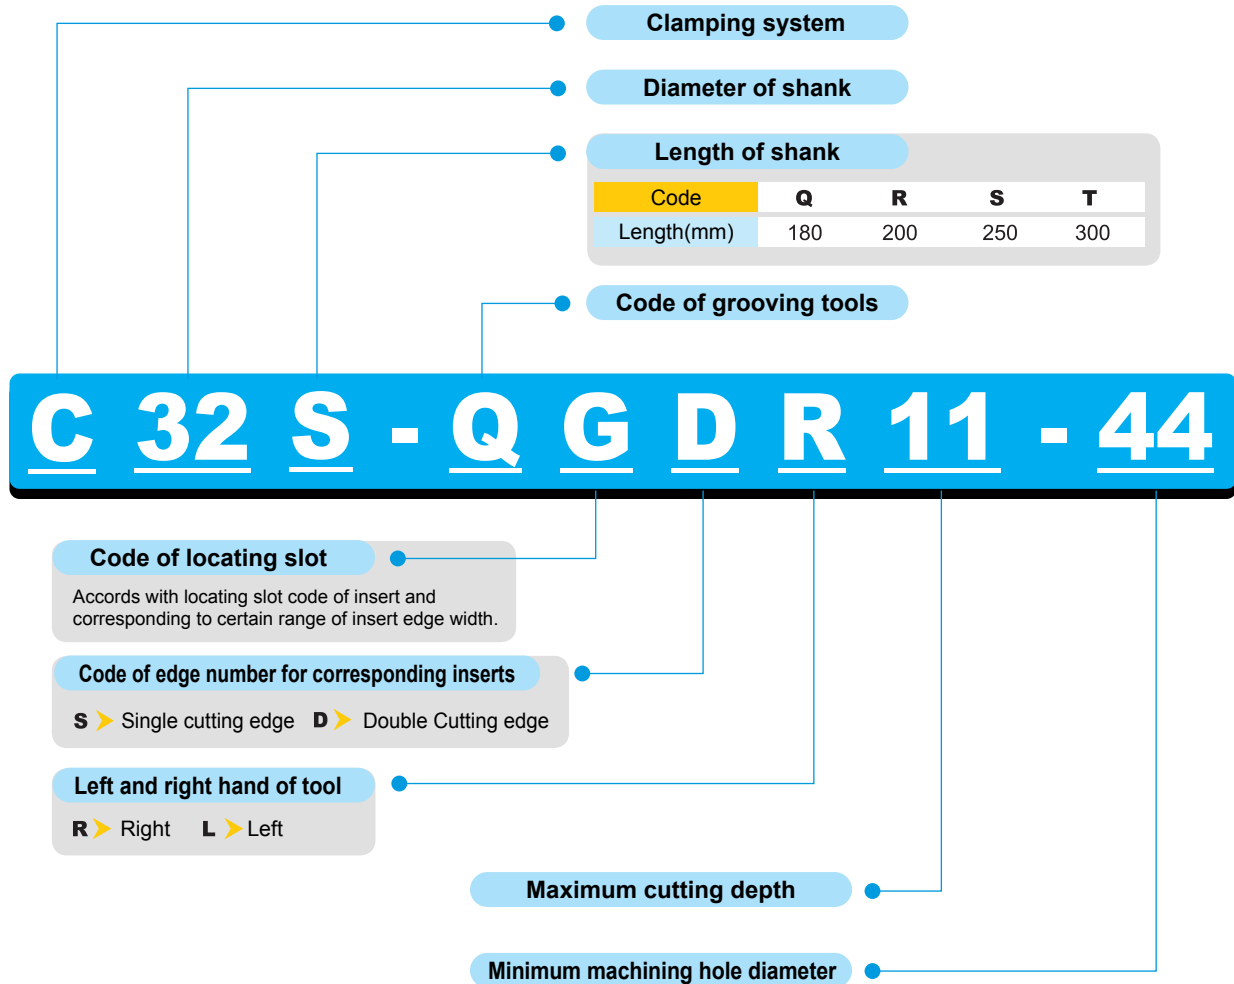 Clamping system
Diameter of shank
Length of shank
Code Q R S T
Length(mm) 180 200 250 300
Code of grooving tools
C 32 S - Q G D R 11 - 44
Code of locating slot
Accords with locating slot code of insert and
corresponding to certain range of insert edge width.
Code of edge number for corresponding inserts
S Single cutting edge D Double Cutting edge
Left and right hand of tool
R Right L Left
Maximum cutting depth
Minimum machining hole diameter